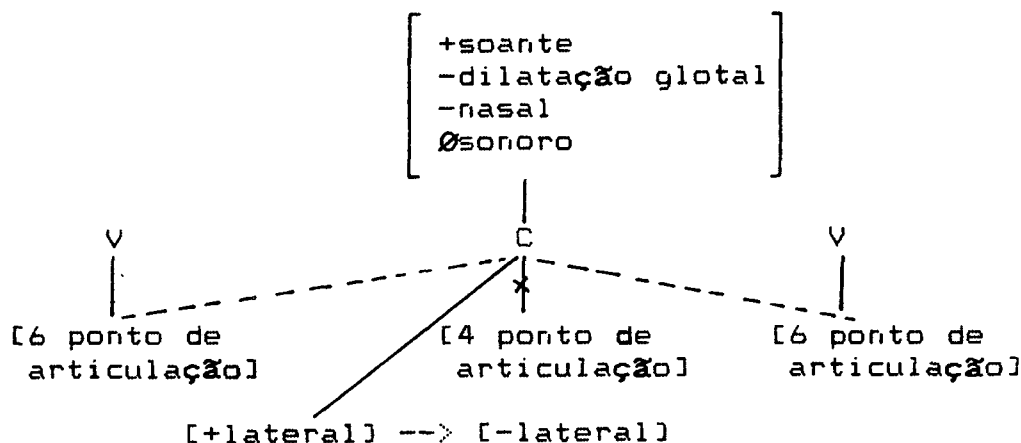 +soante
-dilatação glotal
-nasal
Øsonoro
V C V
[6 ponto de [4 ponto de [6 ponto de
articulação] articulação] articulação]
[+lateral] --> [-lateral]